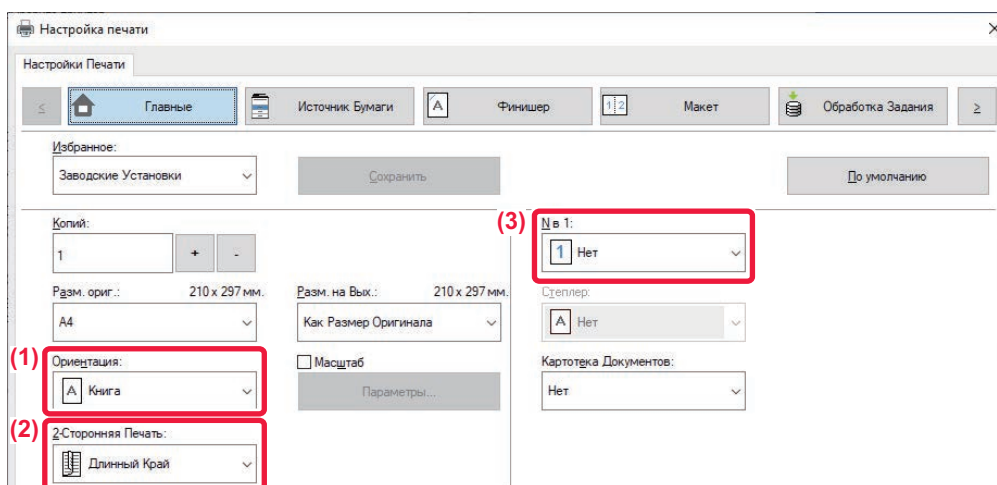 Настройка печати
Настройки Печати
≤ Главные Источник Бумаги A Финишер 1 2 Макет Обработка Задания ≥
Избранное:
Заводские Установки Сохранить По умолчанию
Копий: (3) N в 1:
1 + - 1 Нет
Разм. ориг.: 210 x 297 мм. Разм. на Вых.: 210 x 297 мм. Степлер:
A4 Как Размер Оригинала A Нет
(1) Ориентация: Масштаб Картотека Документов:
A Книга Параметры... Нет
(2) 2-Сторонняя Печать:
Длинный Край